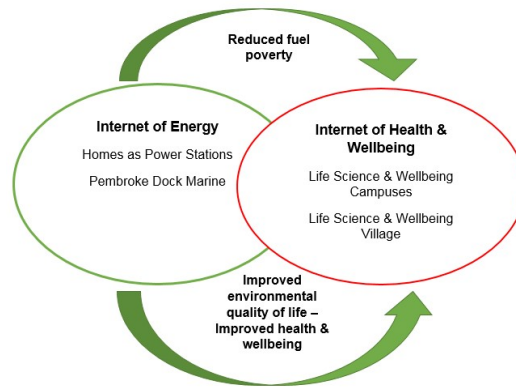 Reduced fuel
poverty
Internet of Energy
Homes as Power Stations
Pembroke Dock Marine
Internet of Health &
Wellbeing
Life Science & Wellbeing
Campuses
Life Science & Wellbeing
Village
Improved
environmental
quality of life –
Improved health &
wellbeing